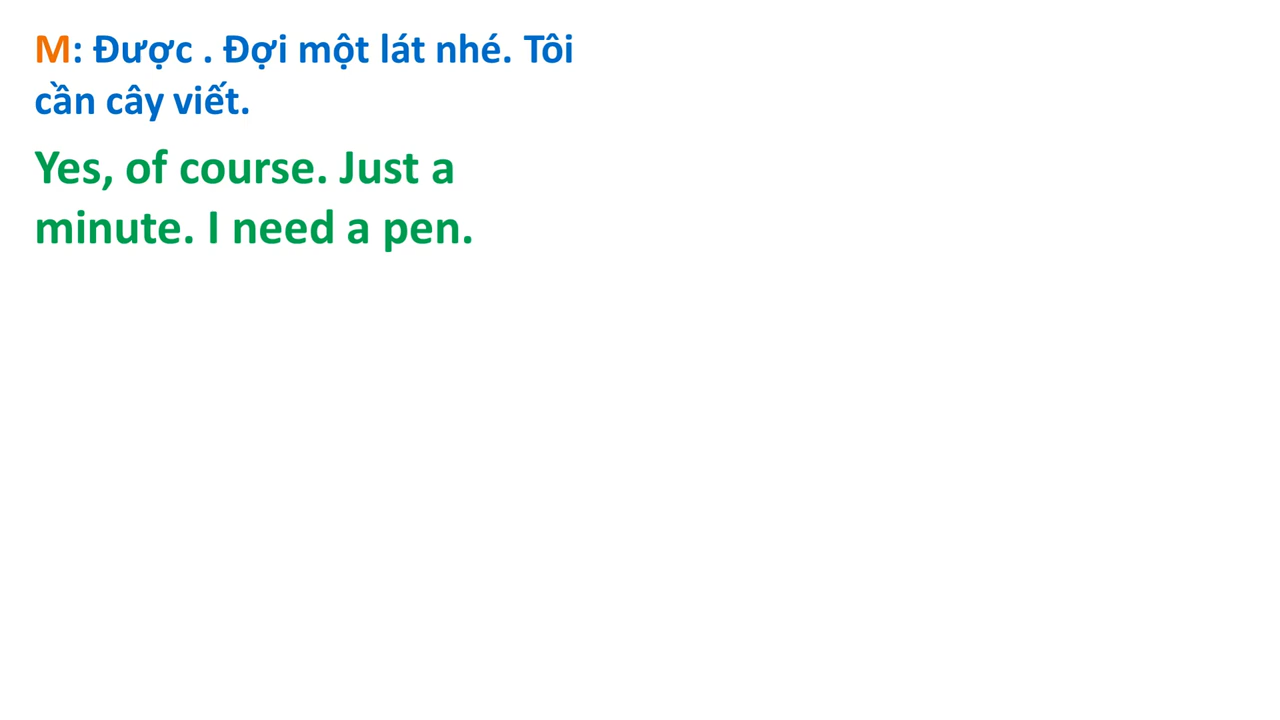 M: Được . Đợi một lát nhé. Tôi
cần cây viết.
Yes, of course. Just a
minute. I need a pen.